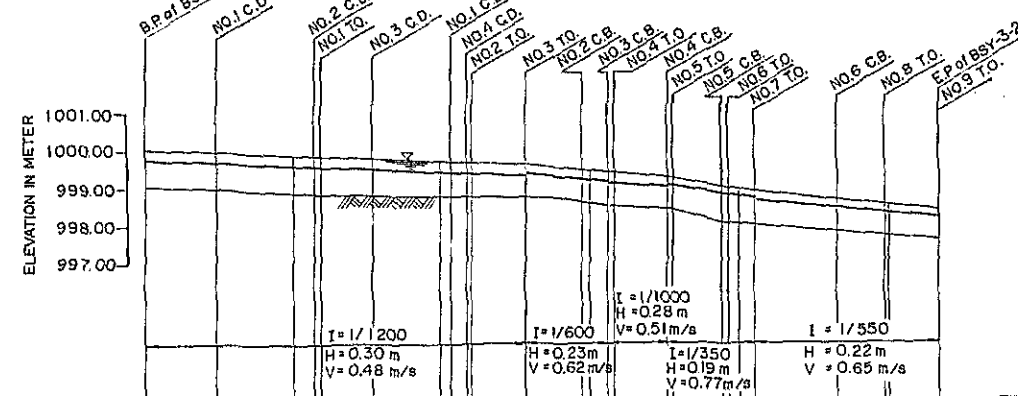 B.P. of BS
NO.1 C.D.
NO.2 C.D.
NO.1 T.O.
NO.3 C.D.
NO.1 C.
NO.4 C.D.
NO.2 T.O.
NO.3 T.O.
NO.2 C.B.
NO.3 C.B.
NO.4 T.O.
NO.4 C.B.
NO.5 T.O
NO.5 C.B.
NO.6 T.O.
NO.7 T.O.
NO.6 C.B.
NO.8 T.O.
E.P of BSY-3-2
NO.9 T.O.
ELEVATION IN METER
1001.00
1000.00
999.00
998.00
997.00
I = 1/1200
H = 0.30 m
V = 0.48 m/s
I = 1/600
H = 0.23m
V = 0.62 m/s
I = 1/1000
H = 0.28 m
V = 0.51 m/s
I = 1/350
H = 0.19 m
V = 0.77 m/s
I = 1/550
H = 0.22 m
V = 0.65 m/s